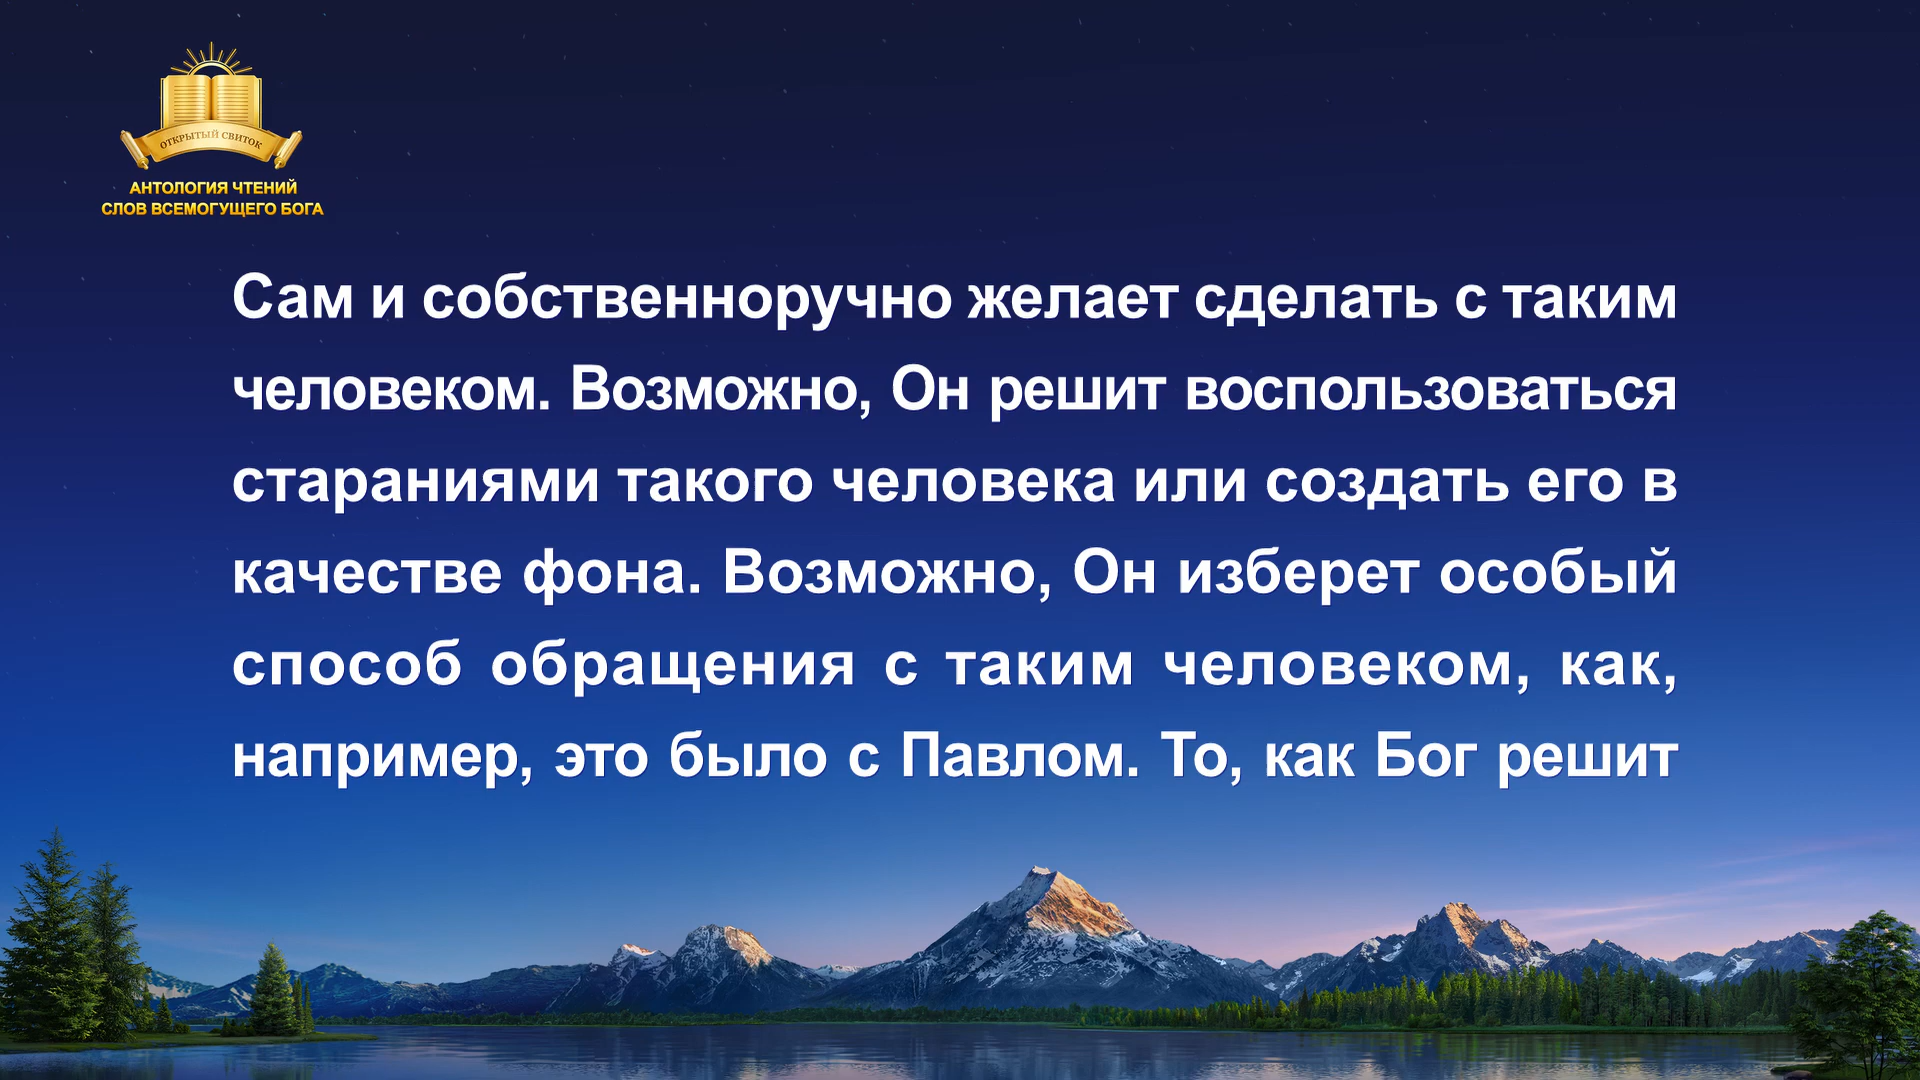 ОТКРЫТЫЙ СВИТОК
АНТОЛОГИЯ ЧТЕНИЙ
СЛОВ ВСЕМОГУЩЕГО БОГА
Сам и собственноручно желает сделать с таким
человеком. Возможно, Он решит воспользоваться
стараниями такого человека или создать его в
качестве фона. Возможно, Он изберет особый
способ обращения с таким человеком, как,
например, это было с Павлом. То, как Бог решит